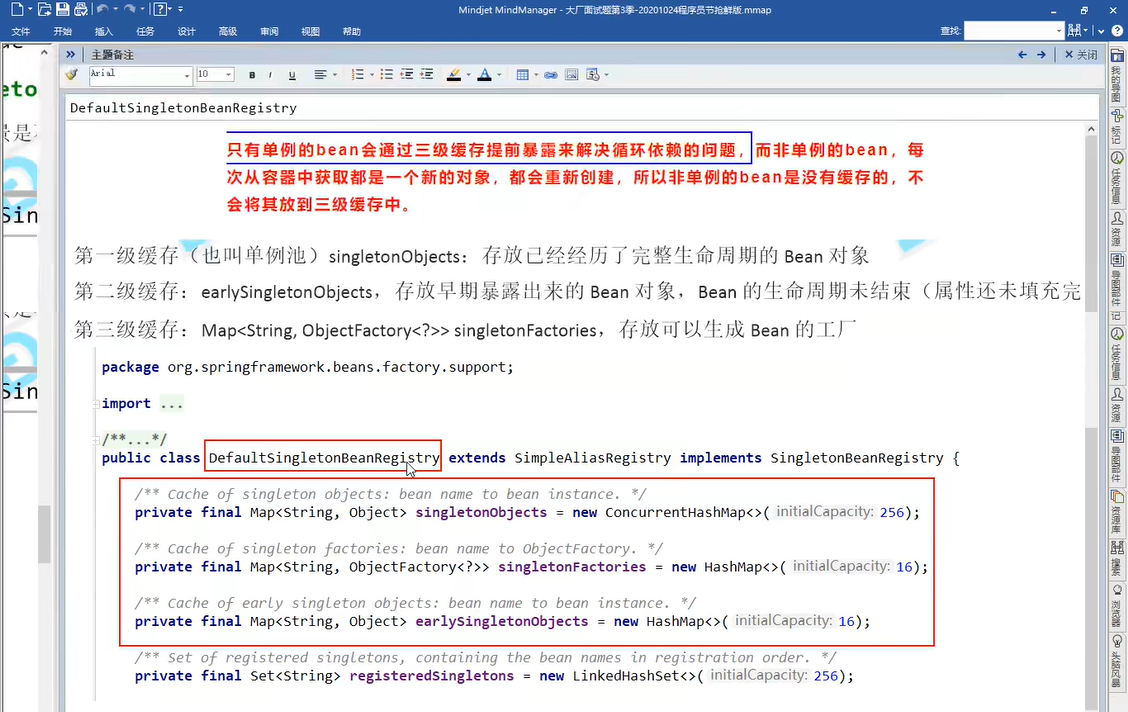 Mindjet MindManager - 大厂面试题第3季-20201024程序员节抢鲜版.mmap
文件 开始 插入 任务 设计 高级 审阅 视图 帮助 查找:
主题备注 关闭
Arial 10 B I U
DefaultSingletonBeanRegistry
只有单例的bean会通过三级缓存提前暴露来解决循环依赖的问题，而非单例的bean，每
次从容器中获取都是一个新的对象，都会重新创建，所以非单例的bean是没有缓存的，不
会将其放到三级缓存中。
第一级缓存（也叫单例池）singletonObjects：存放已经经历了完整生命周期的 Bean 对象
第二级缓存：earlySingletonObjects，存放早期暴露出来的 Bean 对象，Bean 的生命周期未结束（属性还未填充完
第三级缓存：Map<String, ObjectFactory<?>> singletonFactories，存放可以生成 Bean 的工厂
package org.springframework.beans.factory.support;
import ...
/**...*/
public class DefaultSingletonBeanRegistry extends SimpleAliasRegistry implements SingletonBeanRegistry {
/** Cache of singleton objects: bean name to bean instance. */
private final Map<String, Object> singletonObjects = new ConcurrentHashMap<>( initialCapacity: 256);
/** Cache of singleton factories: bean name to ObjectFactory. */
private final Map<String, ObjectFactory<?>> singletonFactories = new HashMap<>( initialCapacity: 16);
/** Cache of early singleton objects: bean name to bean instance. */
private final Map<String, Object> earlySingletonObjects = new HashMap<>( initialCapacity: 16);
/** Set of registered singletons, containing the bean names in registration order. */
private final Set<String> registeredSingletons = new LinkedHashSet<>( initialCapacity: 256);
eto
贵是
Sin
Sin
我的导图
标记
任务信息
资源
导图部件
记
任务信息
资源
导图部件
资源库
搜索
浏览器
头脑风暴